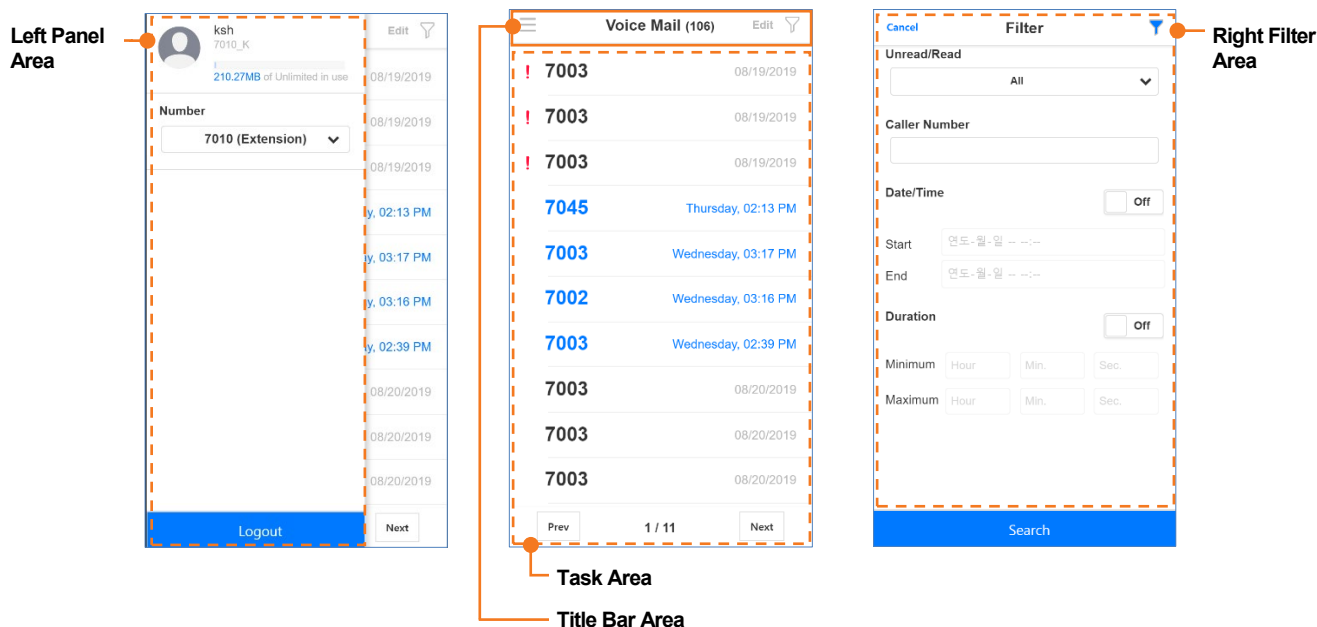 Left Panel
Area
ksh
7010_K
210.27MB of Unlimited in use
Number
7010 (Extension)
Logout
Edit
08/19/2019
08/19/2019
08/19/2019
y, 02:13 PM
y, 03:17 PM
y, 03:16 PM
y, 02:39 PM
08/20/2019
08/20/2019
08/20/2019
Next
Voice Mail (106) Edit
! 7003 08/19/2019
! 7003 08/19/2019
! 7003 08/19/2019
7045 Thursday, 02:13 PM
7003 Wednesday, 03:17 PM
7002 Wednesday, 03:16 PM
7003 Wednesday, 02:39 PM
7003 08/20/2019
7003 08/20/2019
7003 08/20/2019
Prev 1 / 11 Next
Task Area
Title Bar Area
Cancel Filter
Unread/Read
All
Caller Number
Date/Time Off
Start 연도-월-일 -- --:--
End 연도-월-일 -- --:--
Duration Off
Minimum Hour Min. Sec.
Maximum Hour Min. Sec.
Search
Right Filter
Area